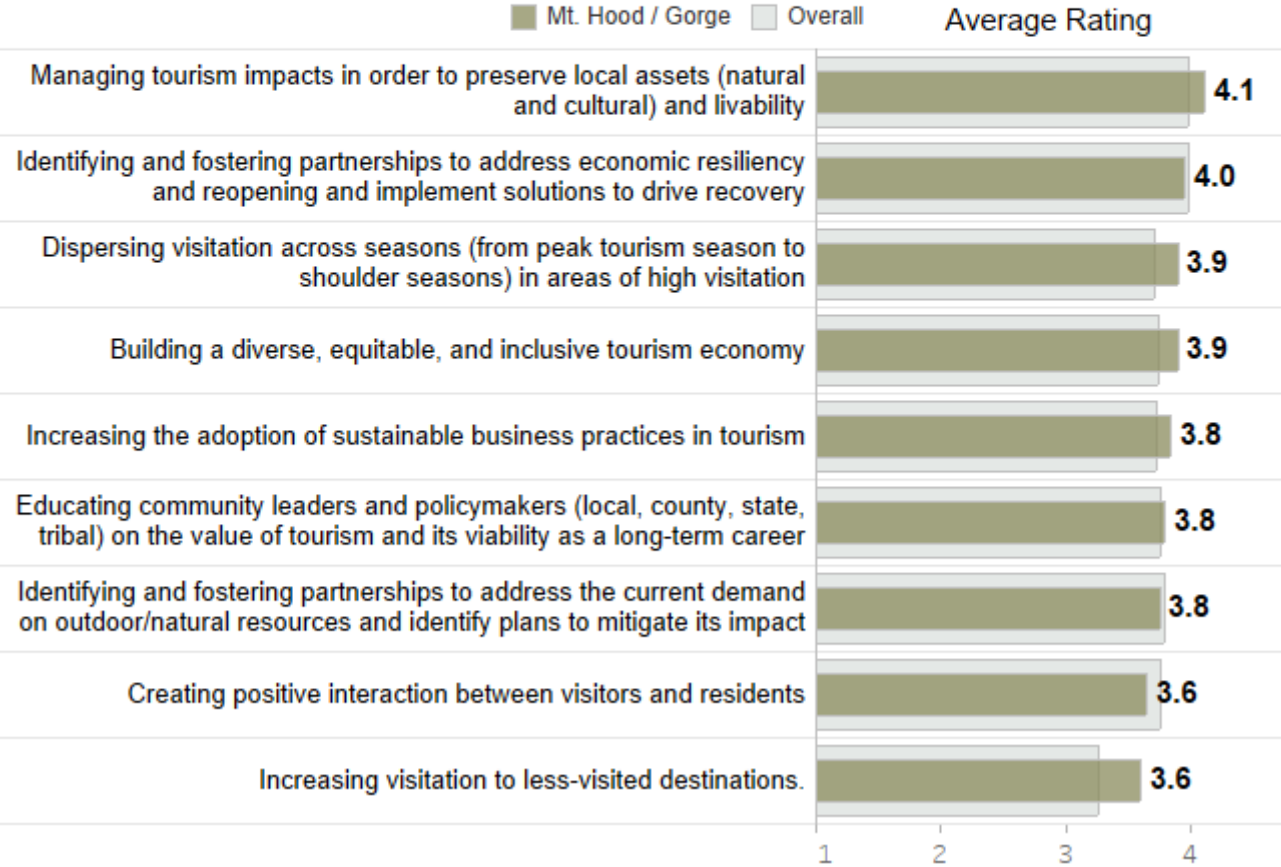 Mt. Hood / Gorge Overall Average Rating
Managing tourism impacts in order to preserve local assets (natural
and cultural) and livability
4.1
Identifying and fostering partnerships to address economic resiliency
and reopening and implement solutions to drive recovery
4.0
Dispersing visitation across seasons (from peak tourism season to
shoulder seasons) in areas of high visitation
3.9
Building a diverse, equitable, and inclusive tourism economy
3.9
Increasing the adoption of sustainable business practices in tourism
3.8
Educating community leaders and policymakers (local, county, state,
tribal) on the value of tourism and its viability as a long-term career
3.8
Identifying and fostering partnerships to address the current demand
on outdoor/natural resources and identify plans to mitigate its impact
3.8
Creating positive interaction between visitors and residents
3.6
Increasing visitation to less-visited destinations.
3.6
1 2 3 4